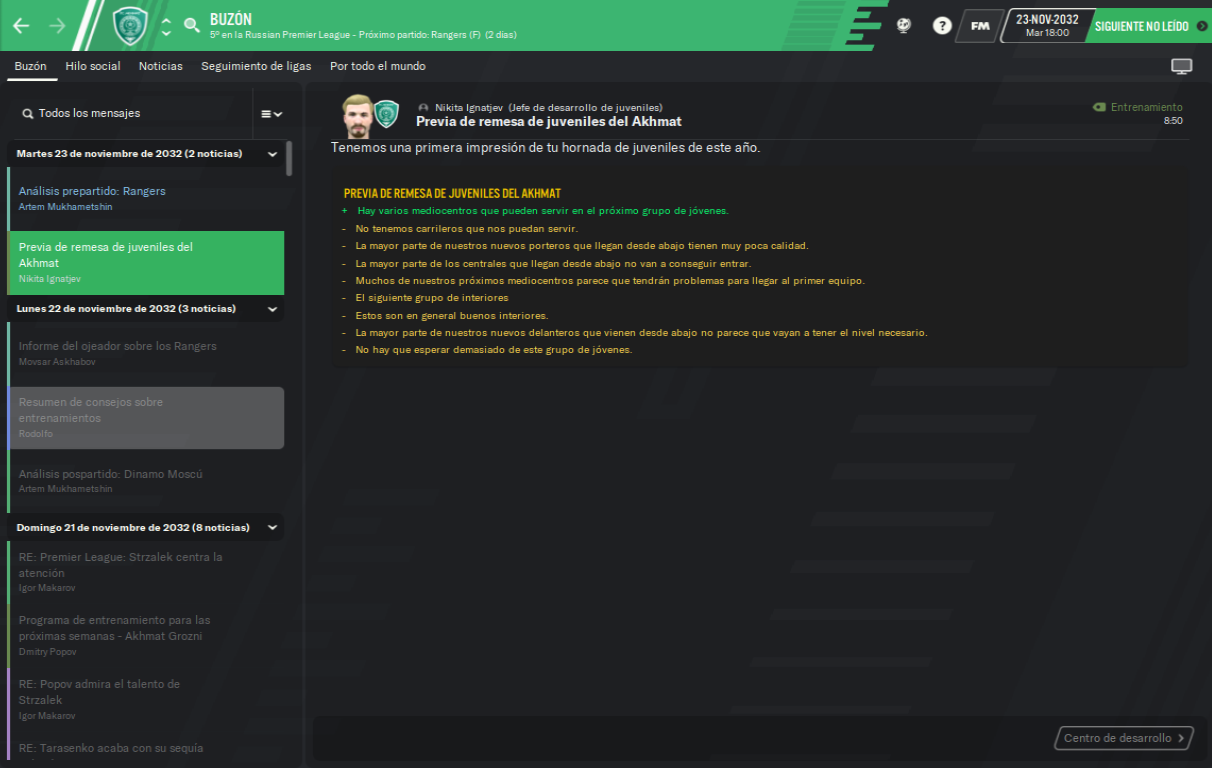 BUZÓN
5º en la Russian Premier League - Próximo partido: Rangers (F) (2 días)
?
FM
23-NOV-2032
Mar 18:00
SIGUIENTE NO LEÍDO
Buzón
Hilo social
Noticias
Seguimiento de ligas
Por todo el mundo
Todos los mensajes
Martes 23 de noviembre de 2032 (2 noticias)
Análisis prepartido: Rangers
Artem Mukhametshin
Previa de remesa de juveniles del
Akhmat
Nikita Ignatjev
Lunes 22 de noviembre de 2032 (3 noticias)
Informe del ojeador sobre los Rangers
Movsar Askhabov
Resumen de consejos sobre
entrenamientos
Rodolfo
Análisis pospartido: Dinamo Moscú
Artem Mukhametshin
Domingo 21 de noviembre de 2032 (8 noticias)
RE: Premier League: Strzalek centra la
atención
Igor Makarov
Programa de entrenamiento para las
próximas semanas - Akhmat Grozni
Dmitry Popov
RE: Popov admira el talento de
Strzalek
Igor Makarov
RE: Tarasenko acaba con su sequía
Nikita Ignatjev (Jefe de desarrollo de juveniles)
Previa de remesa de juveniles del Akhmat
Entrenamiento
8:50
Tenemos una primera impresión de tu hornada de juveniles de este año.
PREVIA DE REMESA DE JUVENILES DEL AKHMAT
+ Hay varios mediocentros que pueden servir en el próximo grupo de jóvenes.
- No tenemos carrileros que nos puedan servir.
- La mayor parte de nuestros nuevos porteros que llegan desde abajo tienen muy poca calidad.
- La mayor parte de los centrales que llegan desde abajo no van a conseguir entrar.
- Muchos de nuestros próximos mediocentros parece que tendrán problemas para llegar al primer equipo.
- El siguiente grupo de interiores
- Estos son en general buenos interiores.
- La mayor parte de nuestros nuevos delanteros que vienen desde abajo no parece que vayan a tener el nivel necesario.
- No hay que esperar demasiado de este grupo de jóvenes.
Centro de desarrollo